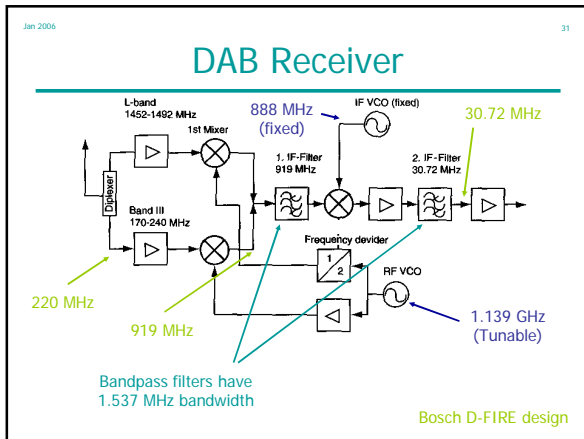 Jan 2006
31
DAB Receiver
L-band
1452-1492 MHz
1st Mixer
888 MHz
(fixed)
IF VCO (fixed)
30.72 MHz
1. IF-Filter
919 MHz
2. IF-Filter
30.72 MHz
Diplexer
Band III
170-240 MHz
Frequency devider
1
2
RF VCO
220 MHz
919 MHz
1.139 GHz
(Tunable)
Bandpass filters have
1.537 MHz bandwidth
Bosch D-FIRE design